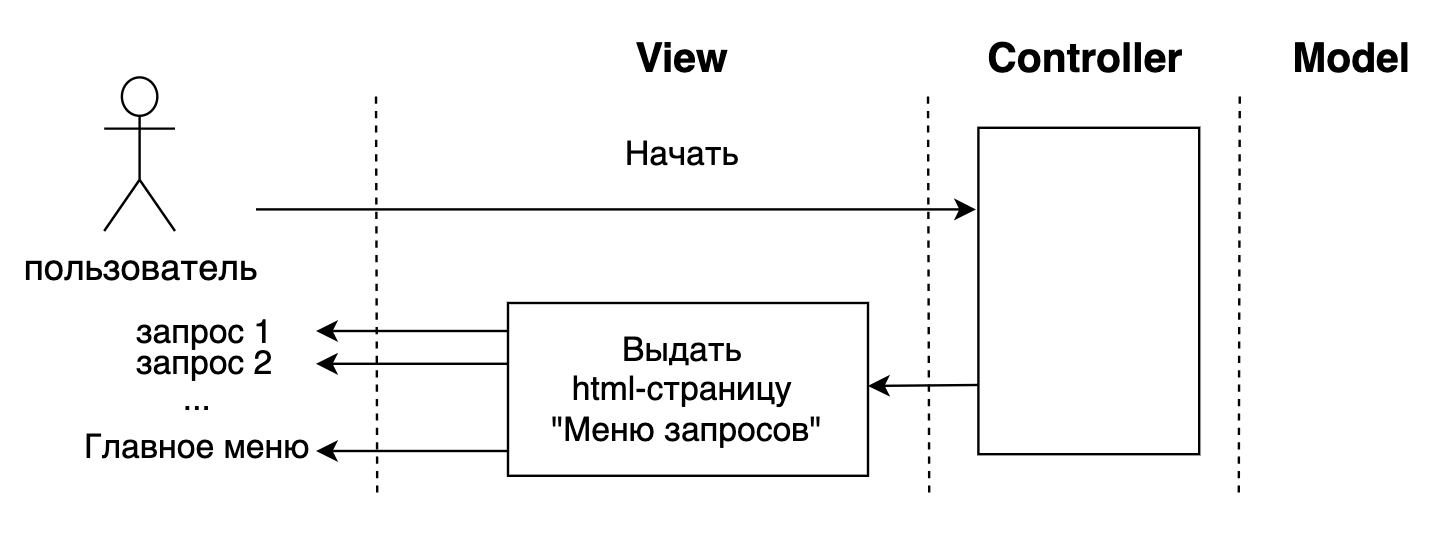 View
Controller
Model
Начать
пользователь
запрос 1
запрос 2
...
Главное меню
Выдать
html-страницу
"Меню запросов"